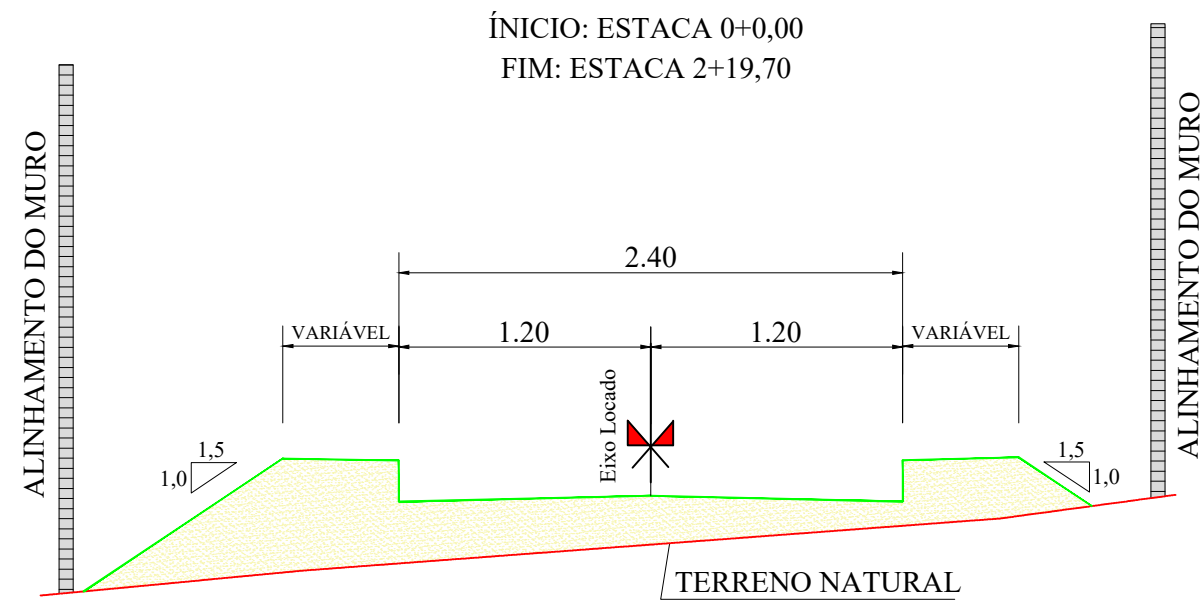 ÍNICIO: ESTACA 0+0,00
FIM: ESTACA 2+19,70
ALINHAMENTO DO MURO
ALINHAMENTO DO MURO
2.40
VARIÁVEL
1.20
1.20
VARIÁVEL
Eixo Locado
1,5
1,0
1,5
1,0
TERRENO NATURAL